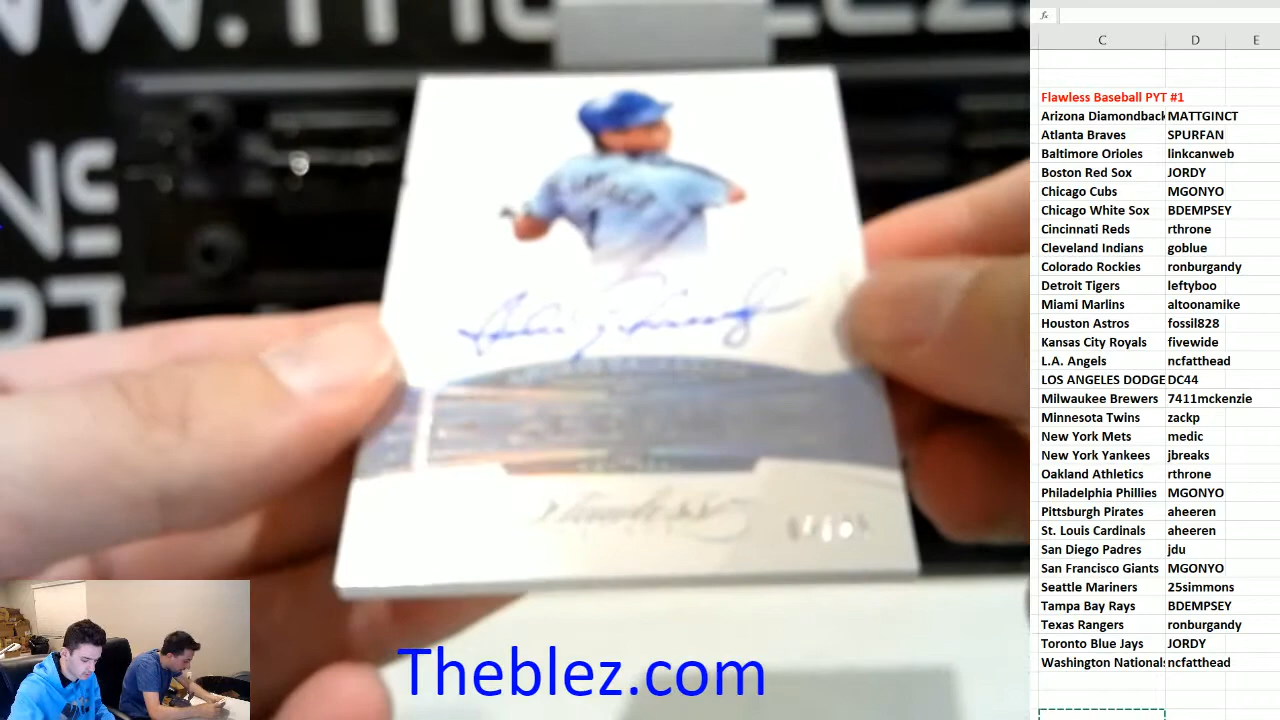 Flawless Baseball PYT #1
C D E
Arizona Diamondback MATTGINCT
Atlanta Braves SPURFAN
Baltimore Orioles linkcanweb
Boston Red Sox JORDY
Chicago Cubs MGONYO
Chicago White Sox BDEMPSEY
Cincinnati Reds rthrone
Cleveland Indians goblue
Colorado Rockies ronburgandy
Detroit Tigers leftyboo
Miami Marlins altoonamike
Houston Astros fossil828
Kansas City Royals fivewide
L.A. Angels ncfatthead
LOS ANGELES DODGE DC44
Milwaukee Brewers 7411mckenzie
Minnesota Twins zackp
New York Mets medic
New York Yankees jbreaks
Oakland Athletics rthrone
Philadelphia Phillies MGONYO
Pittsburgh Pirates aheeren
St. Louis Cardinals aheeren
San Diego Padres jdu
San Francisco Giants MGONYO
Seattle Mariners 25simmons
Tampa Bay Rays BDEMPSEY
Texas Rangers ronburgandy
Toronto Blue Jays JORDY
Washington Nationals ncfatthead
Theblez.com